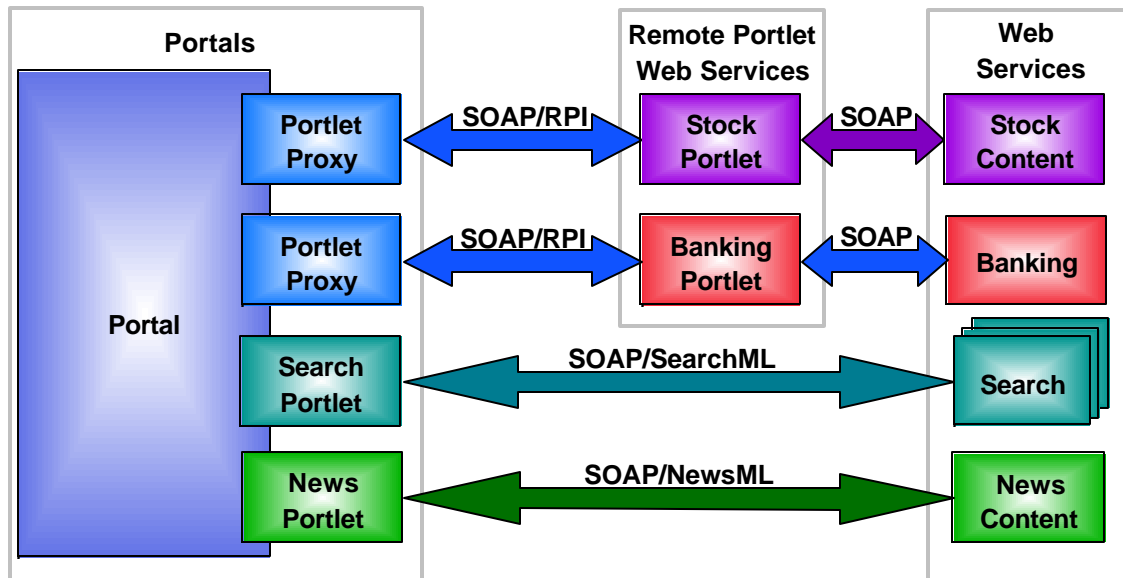 Portals
Remote Portlet
Web Services
Web
Services
Portlet
Proxy
SOAP/RPI
Stock
Portlet
SOAP
Stock
Content
Portlet
Proxy
SOAP/RPI
Banking
Portlet
SOAP
Banking
Portal
Search
Portlet
SOAP/SearchML
Search
News
Portlet
SOAP/NewsML
News
Content